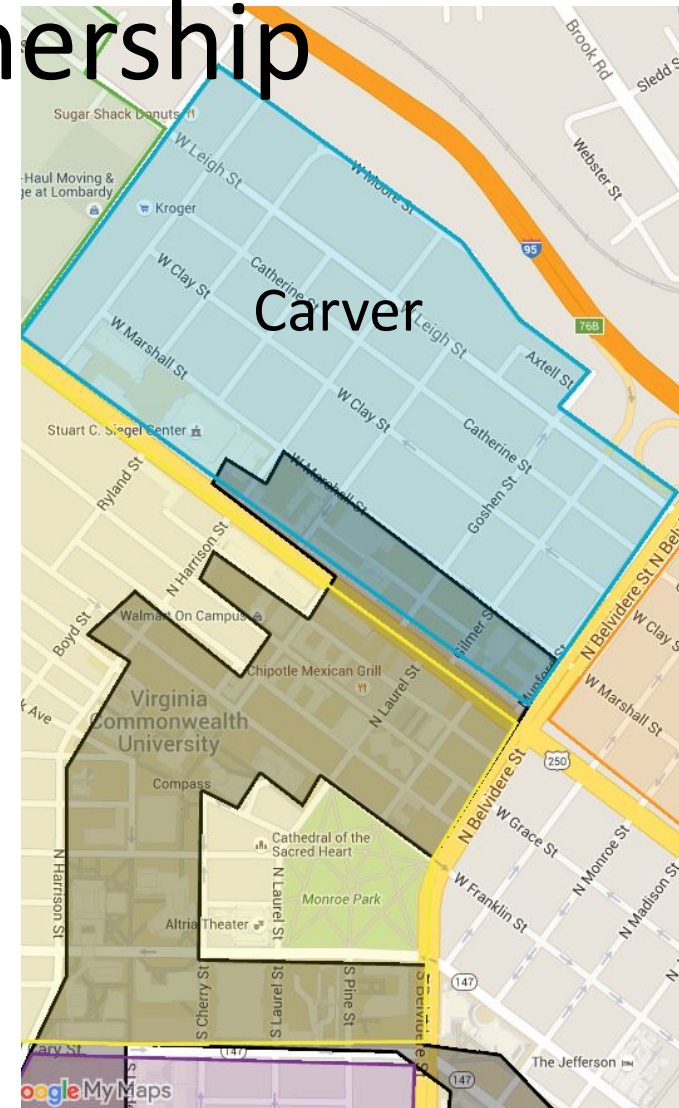 nership
Brook Rd
Sledd S
Sugar Shack Donuts
Webster St
-Haul Moving &
ge at Lombardy
W Leigh St
W Moore St
Kroger
95
W Clay St
Catherine St
Carver
W Leigh St
76B
W Marshall St
Axtell St
W Clay St
Catherine St
Stuart C. Siegel Center
W Marshall St
Goshen St
Ryland St
N Harrison St
N Belvidere St
N Bel
Walmart On Campus
Gilmer St
W Clay S
Boyd St
Chipotle Mexican Grill
Munford St
W Marshall St
N Laurel St
k Ave
Virginia
Commonwealth
University
250
Compass
N Belvidere St
W Grace St
Cathedral of the
Sacred Heart
N Monroe St
N Harrison St
N Laurel St
W Franklin St
N Madison St
Monroe Park
Altria Theater
S Cherry St
S Laurel St
S Pine St
147
Cary St
147
The Jefferson
147
oogle My Maps